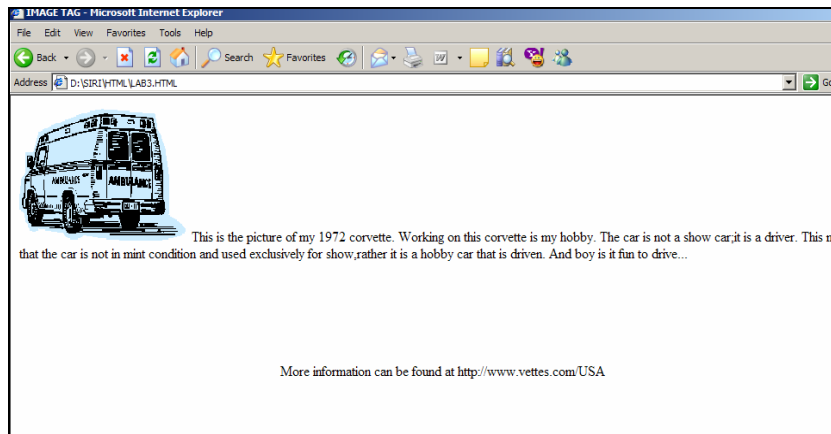 IMAGE TAG - Microsoft Internet Explorer
File Edit View Favorites Tools Help
Back Search Favorites
Address D:\SIRI\HTML\LAB3.HTML
AMBULANCE AMBULANCE
This is the picture of my 1972 corvette. Working on this corvette is my hobby. The car is not a show car;it is a driver. This
that the car is not in mint condition and used exclusively for show,rather it is a hobby car that is driven. And boy is it fun to drive...
More information can be found at http://www.vettes.com/USA